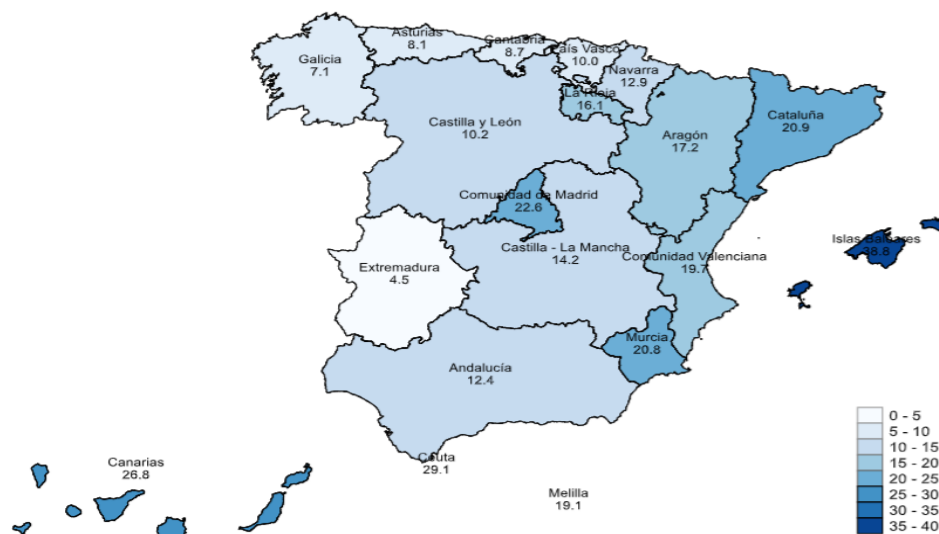 Asturias
8.1
Cantabria
8.7
País Vasco
10.0
Galicia
7.1
Navarra
12.9
La Rioja
16.1
Castilla y León
10.2
Aragón
17.2
Cataluña
20.9
Comunidad de Madrid
22.6
Castilla - La Mancha
14.2
Comunidad Valenciana
19.7
Islas Baleares
38.8
Extremadura
4.5
Murcia
20.8
Andalucía
12.4
Ceuta
29.1
Canarias
26.8
Melilla
19.1
0 - 5
5 - 10
10 - 15
15 - 20
20 - 25
25 - 30
30 - 35
35 - 40